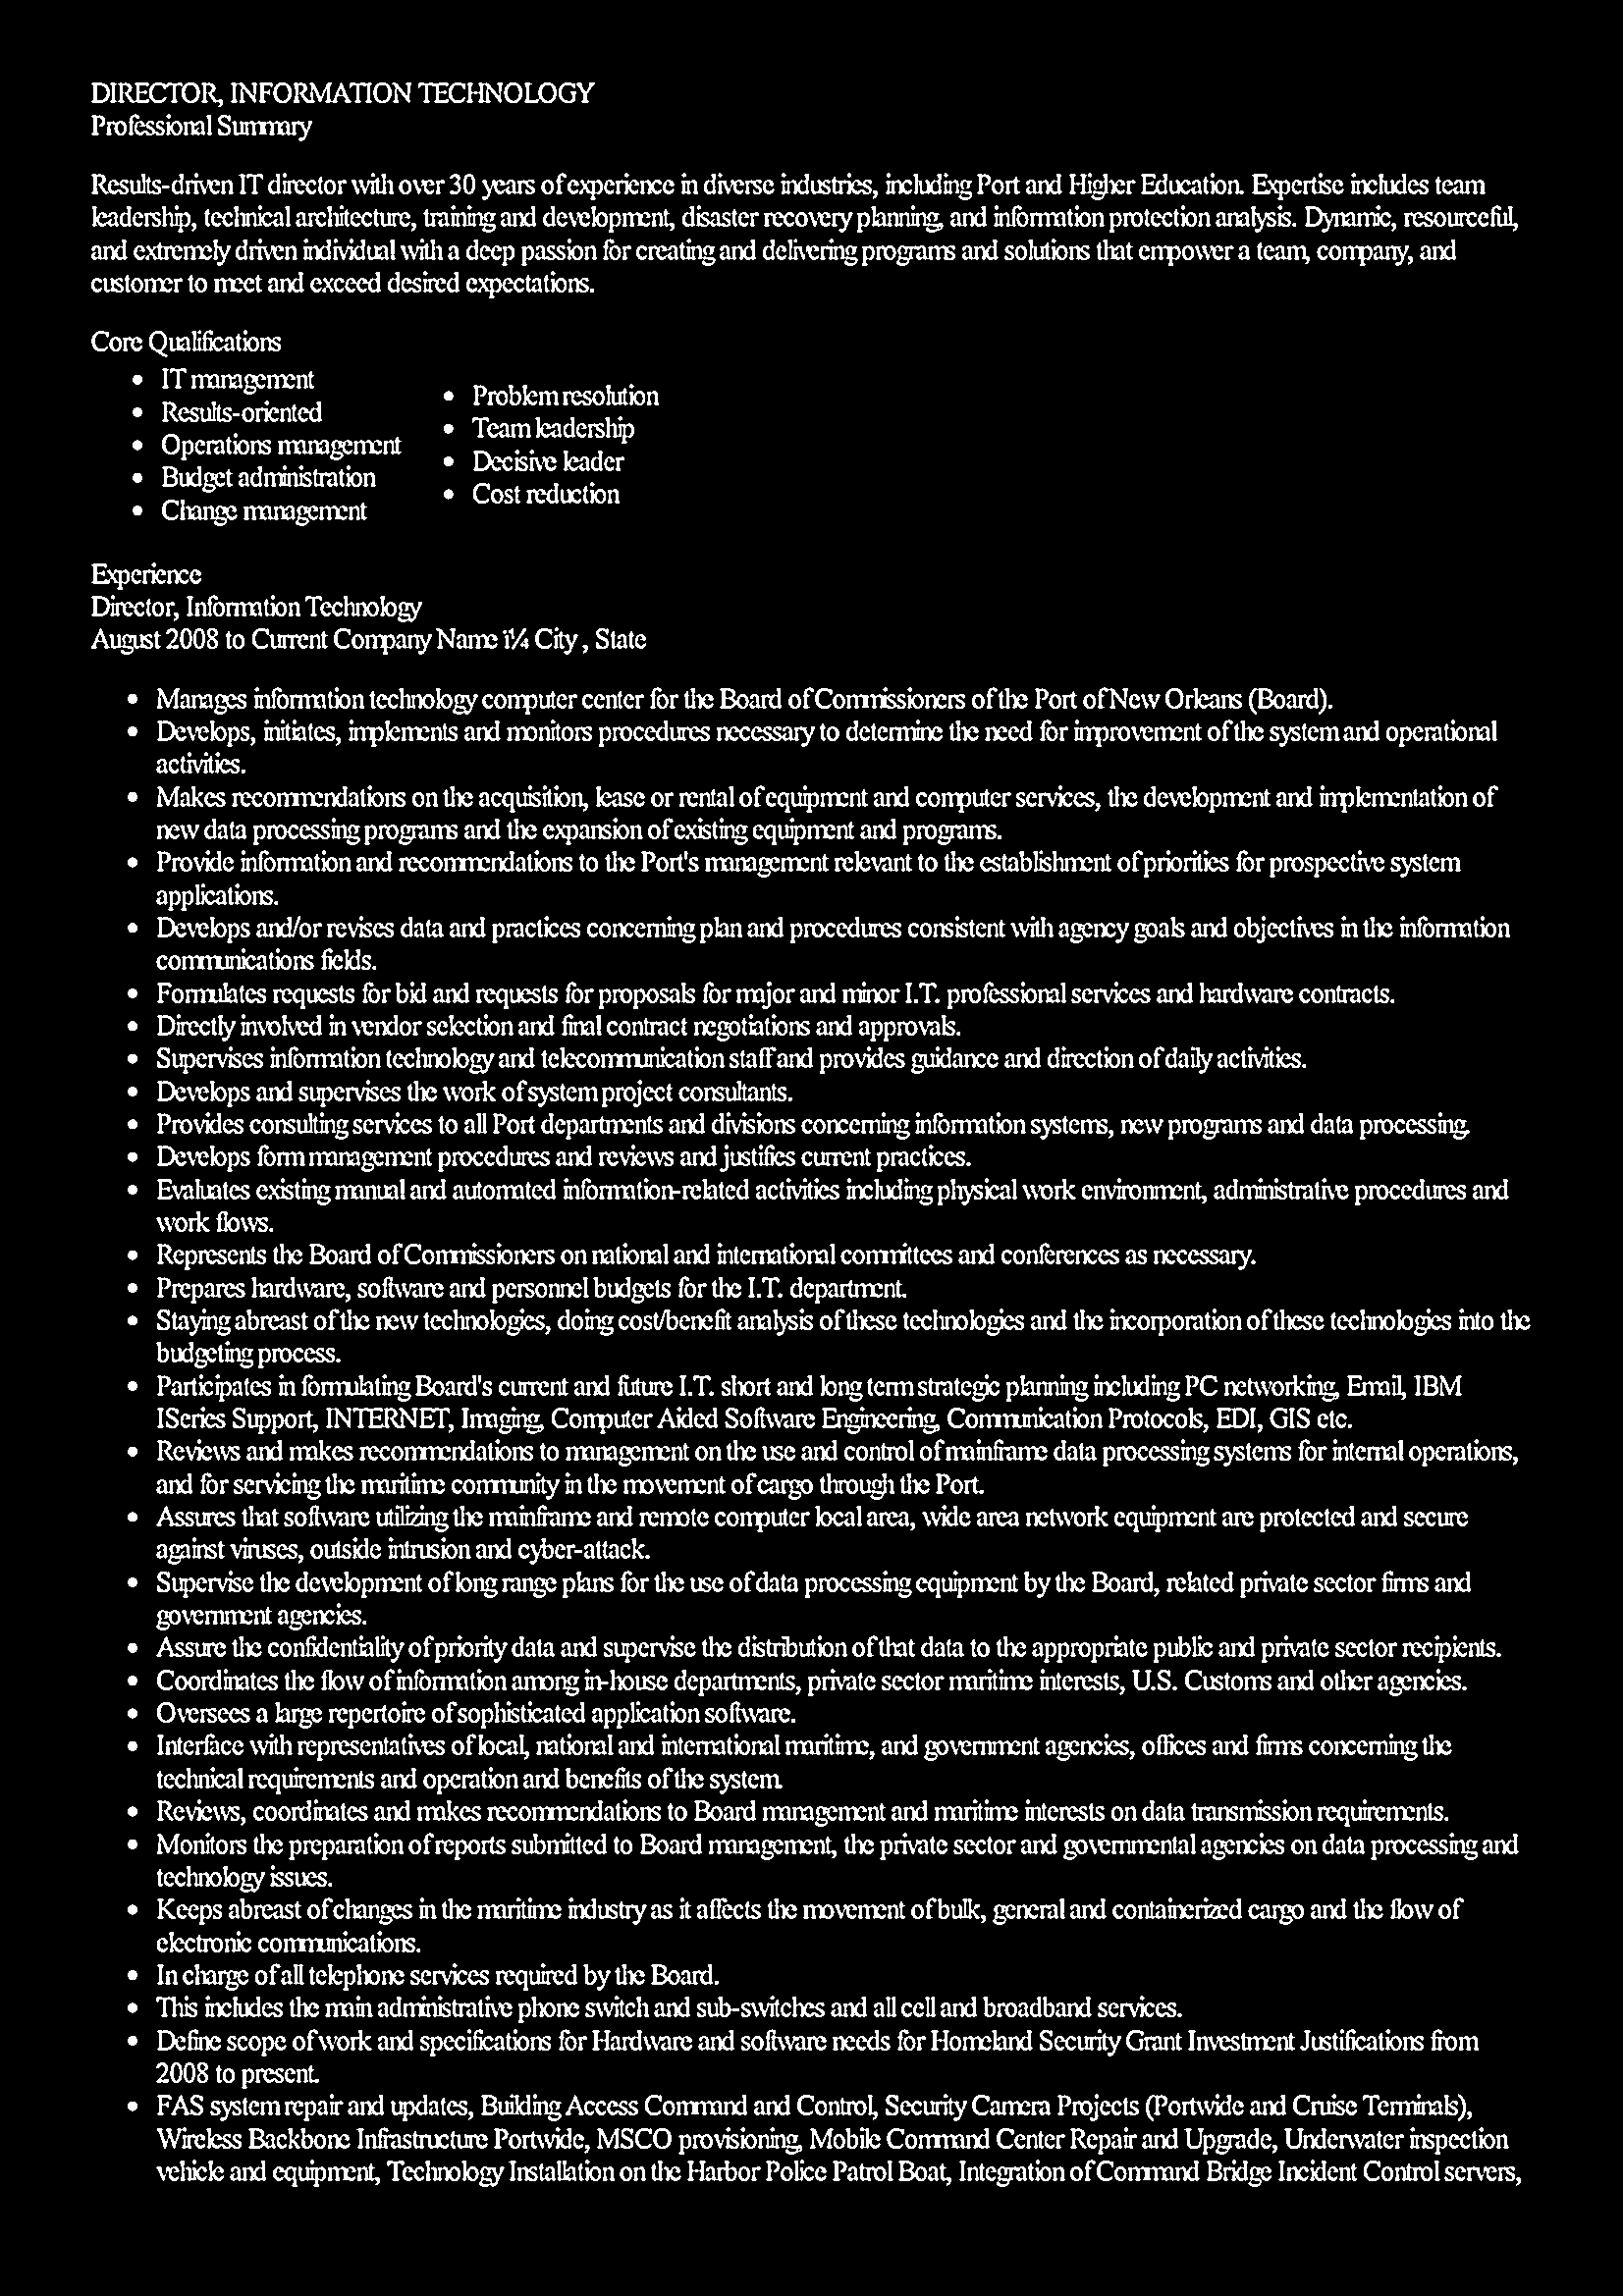 DIRECTOR, INFORMATION TECHNOLOGY
Professional Summary
Results-driven IT director with over 30 years of experience in diverse industries, including Port and Higher Education. Expertise includes team
leadership, technical architecture, training and development, disaster recovery planning, and information protection analysis. Dynamic, resourceful,
and extremely driven individual with a deep passion for creating and delivering programs and solutions that empower a team, company, and
customer to meet and exceed desired expectations.
Core Qualifications
• IT management
• Results-oriented
• Operations management
• Budget administration
• Change management
• Problem resolution
• Team leadership
• Decisive leader
• Cost reduction
Experience
Director, Information Technology
August 2008 to Current Company Name ï¼ City , State
• Manages information technology computer center for the Board of Commissioners of the Port of New Orleans (Board).
• Develops, initiates, implements and monitors procedures necessary to determine the need for improvement of the system and operational
activities.
• Makes recommendations on the acquisition, lease or rental of equipment and computer services, the development and implementation of
new data processing programs and the expansion of existing equipment and programs.
• Provide information and recommendations to the Port's management relevant to the establishment of priorities for prospective system
applications.
• Develops and/or revises data and practices concerning plan and procedures consistent with agency goals and objectives in the information
communications fields.
• Formulates requests for bid and requests for proposals for major and minor I.T. professional services and hardware contracts.
• Directly involved in vendor selection and final contract negotiations and approvals.
• Supervises information technology and telecommunication staff and provides guidance and direction of daily activities.
• Develops and supervises the work of system project consultants.
• Provides consulting services to all Port departments and divisions concerning information systems, new programs and data processing.
• Develops form management procedures and reviews and justifies current practices.
• Evaluates existing manual and automated information-related activities including physical work environment, administrative procedures and
work flows.
• Represents the Board of Commissioners on national and international committees and conferences as necessary.
• Prepares hardware, software and personnel budgets for the I.T. department.
• Staying abreast of the new technologies, doing cost/benefit analysis of these technologies and the incorporation of these technologies into the
budgeting process.
• Participates in formulating Board's current and future I.T. short and long term strategic planning including PC networking, Email, IBM
ISeries Support, INTERNET, Imaging, Computer Aided Software Engineering, Communication Protocols, EDI, GIS etc.
• Reviews and makes recommendations to management on the use and control of mainframe data processing systems for internal operations,
and for servicing the maritime community in the movement of cargo through the Port.
• Assures that software utilizing the mainframe and remote computer local area, wide area network equipment are protected and secure
against viruses, outside intrusion and cyber-attack.
• Supervise the development of long range plans for the use of data processing equipment by the Board, related private sector firms and
government agencies.
• Assure the confidentiality of priority data and supervise the distribution of that data to the appropriate public and private sector recipients.
• Coordinates the flow of information among in-house departments, private sector maritime interests, U.S. Customs and other agencies.
• Oversees a large repertoire of sophisticated application software.
• Interface with representatives of local, national and international maritime, and government agencies, offices and firms concerning the
technical requirements and operation and benefits of the system.
• Reviews, coordinates and makes recommendations to Board management and maritime interests on data transmission requirements.
• Monitors the preparation of reports submitted to Board management, the private sector and governmental agencies on data processing and
technology issues.
• Keeps abreast of changes in the maritime industry as it affects the movement of bulk, general and containerized cargo and the flow of
electronic communications.
• In charge of all telephone services required by the Board.
• This includes the main administrative phone switch and sub-switches and all cell and broadband services.
• Define scope of work and specifications for Hardware and software needs for Homeland Security Grant Investment Justifications from
2008 to present.
• FAS system repair and updates, Building Access Command and Control, Security Camera Projects (Portwide and Cruise Terminals),
Wireless Backbone Infrastructure Portwide, MSCO provisioning, Mobile Command Center Repair and Upgrade, Underwater inspection
vehicle and equipment, Technology Installation on the Harbor Police Patrol Boat, Integration of Command Bridge Incident Control servers,